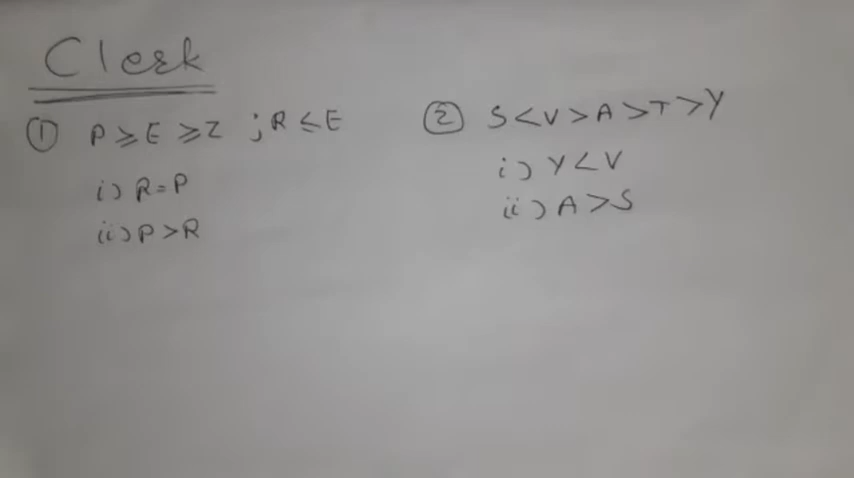 Clerk
① P ≥ E ≥ Z ; R ≤ E
i) R = P
ii) P > R
② S < V > A > T > Y
i) Y < V
ii) A > S